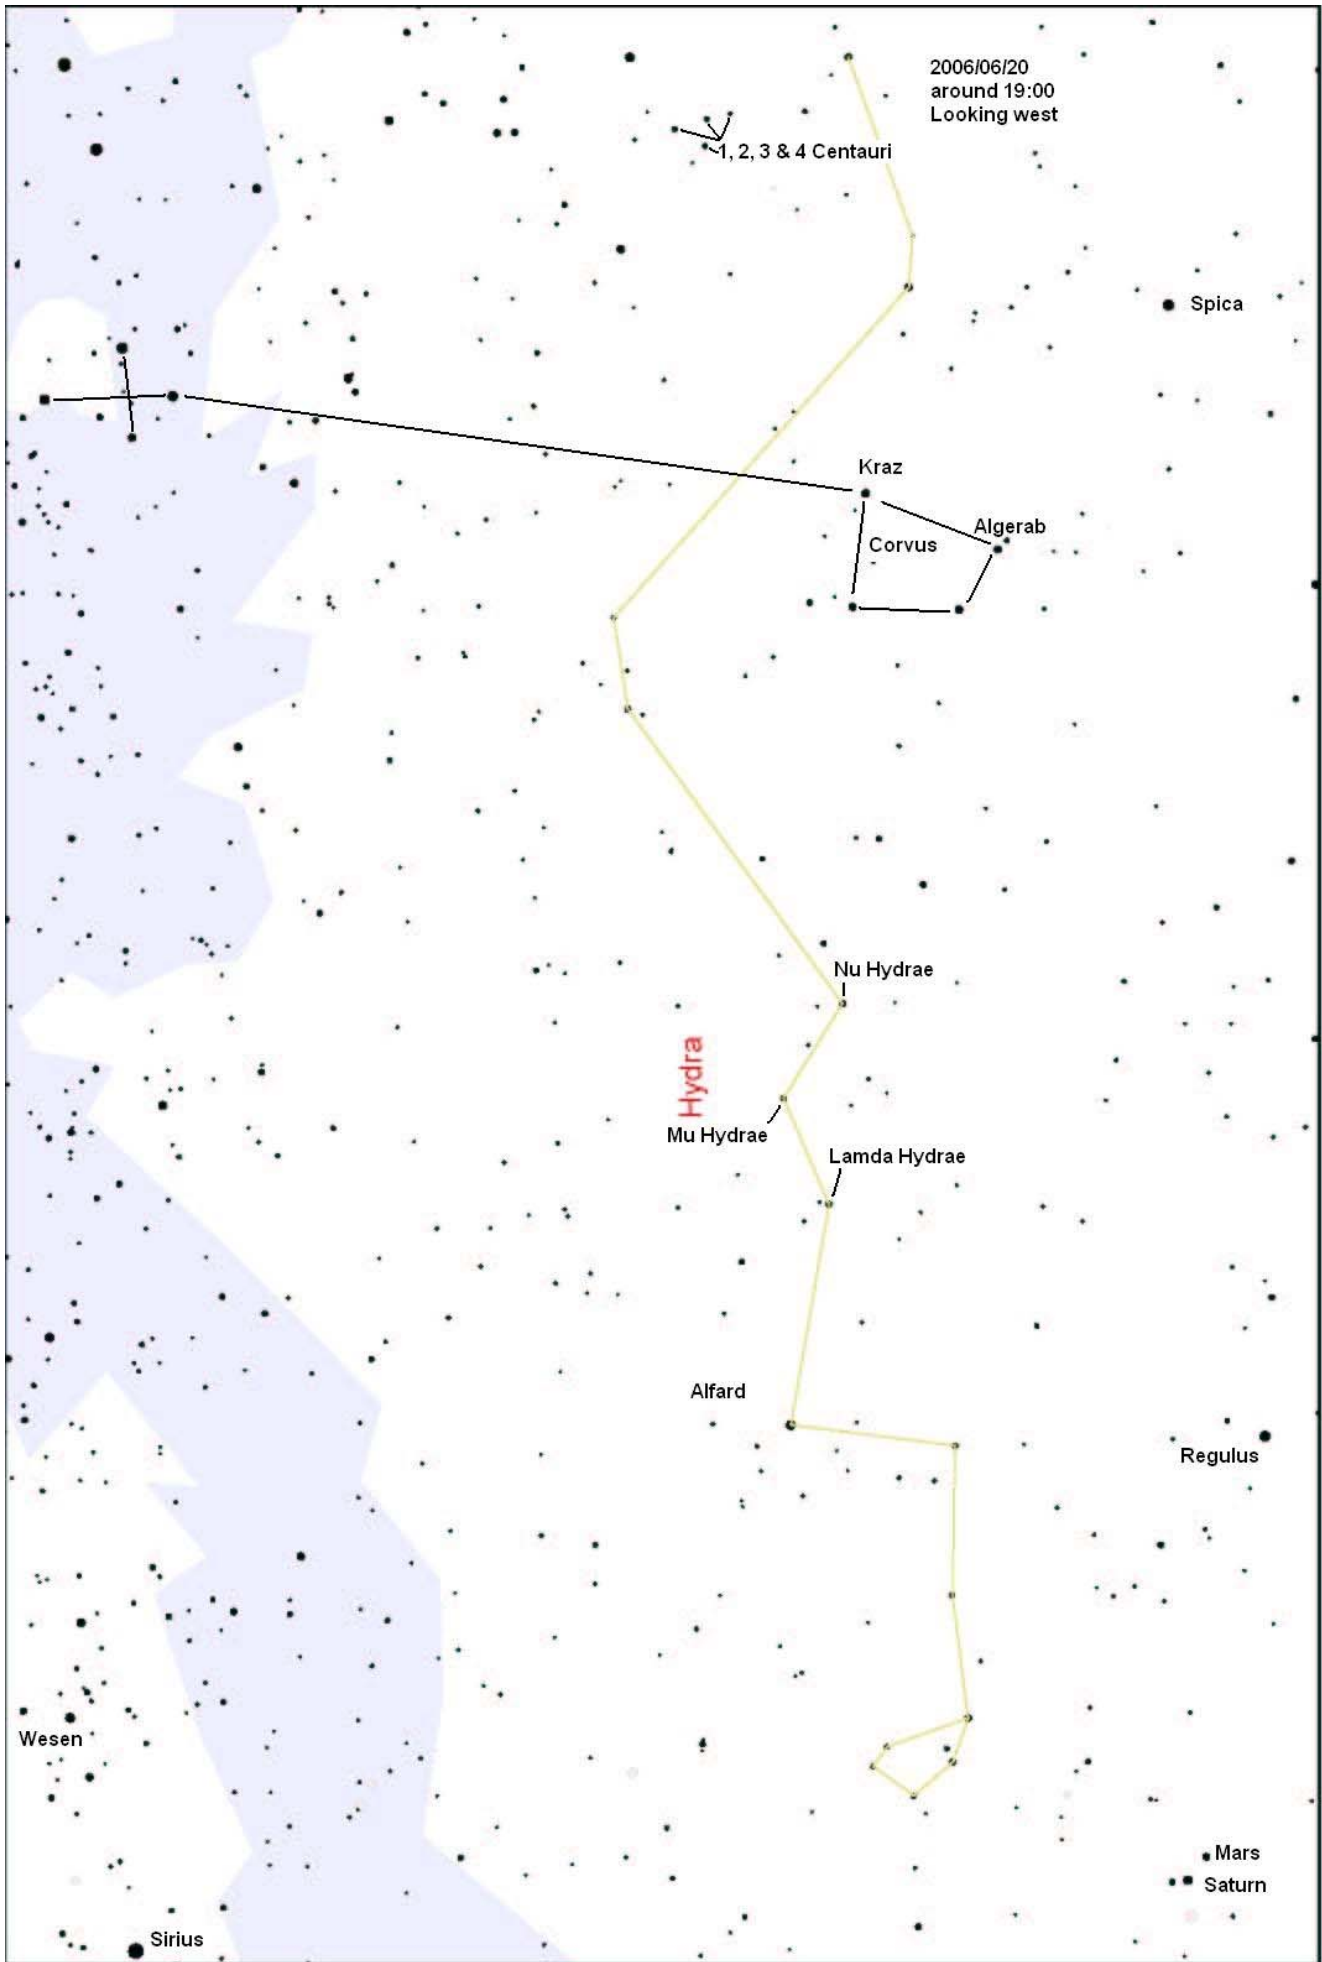 2006/06/20
around 19:00
Looking west
1, 2, 3 & 4 Centauri
Spica
Kraz
Algerab
Corvus
Nu Hydrae
Hydra
Mu Hydrae
Lamda Hydrae
Alfard
Regulus
Wesen
Mars
Saturn
Sirius